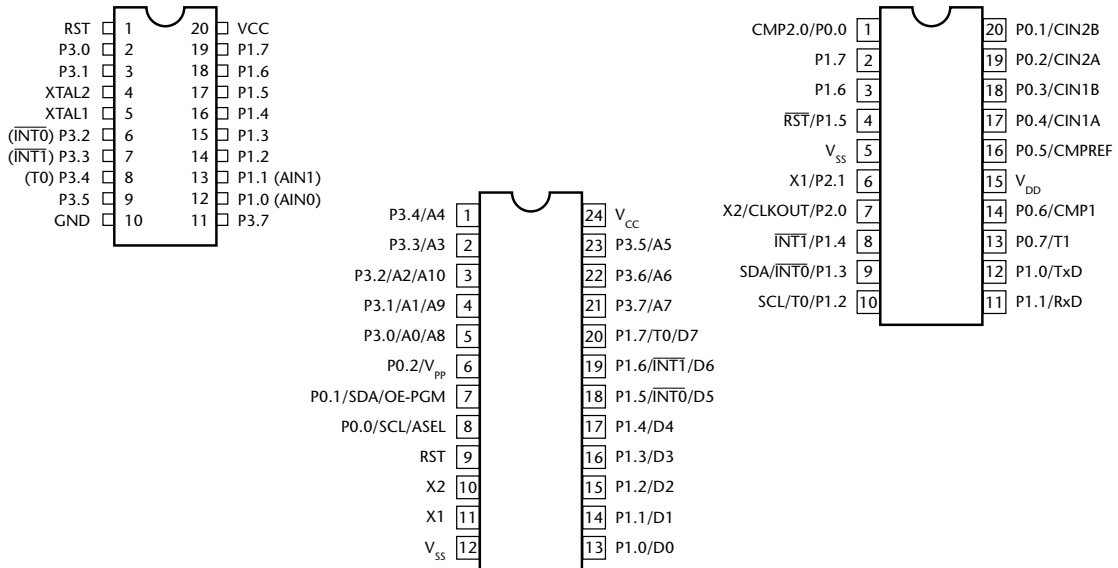 RST 1 20 VCC
P3.0 2 19 P1.7
P3.1 3 18 P1.6
XTAL2 4 17 P1.5
XTAL1 5 16 P1.4
(INT0) P3.2 6 15 P1.3
(INT1) P3.3 7 14 P1.2
(T0) P3.4 8 13 P1.1 (AIN1)
P3.5 9 12 P1.0 (AIN0)
GND 10 11 P3.7
P3.4/A4 1 24 VCC
P3.3/A3 2 23 P3.5/A5
P3.2/A2/A10 3 22 P3.6/A6
P3.1/A1/A9 4 21 P3.7/A7
P3.0/A0/A8 5 20 P1.7/T0/D7
P0.2/VPP 6 19 P1.6/INT1/D6
P0.1/SDA/OE-PGM 7 18 P1.5/INT0/D5
P0.0/SCL/ASEL 8 17 P1.4/D4
RST 9 16 P1.3/D3
X2 10 15 P1.2/D2
X1 11 14 P1.1/D1
VSS 12 13 P1.0/D0
CMP2.0/P0.0 1 20 P0.1/CIN2B
P1.7 2 19 P0.2/CIN2A
P1.6 3 18 P0.3/CIN1B
RST/P1.5 4 17 P0.4/CIN1A
VSS 5 16 P0.5/CMPREF
X1/P2.1 6 15 VDD
X2/CLKOUT/P2.0 7 14 P0.6/CMP1
INT1/P1.4 8 13 P0.7/T1
SDA/INT0/P1.3 9 12 P1.0/TxD
SCL/T0/P1.2 10 11 P1.1/RxD